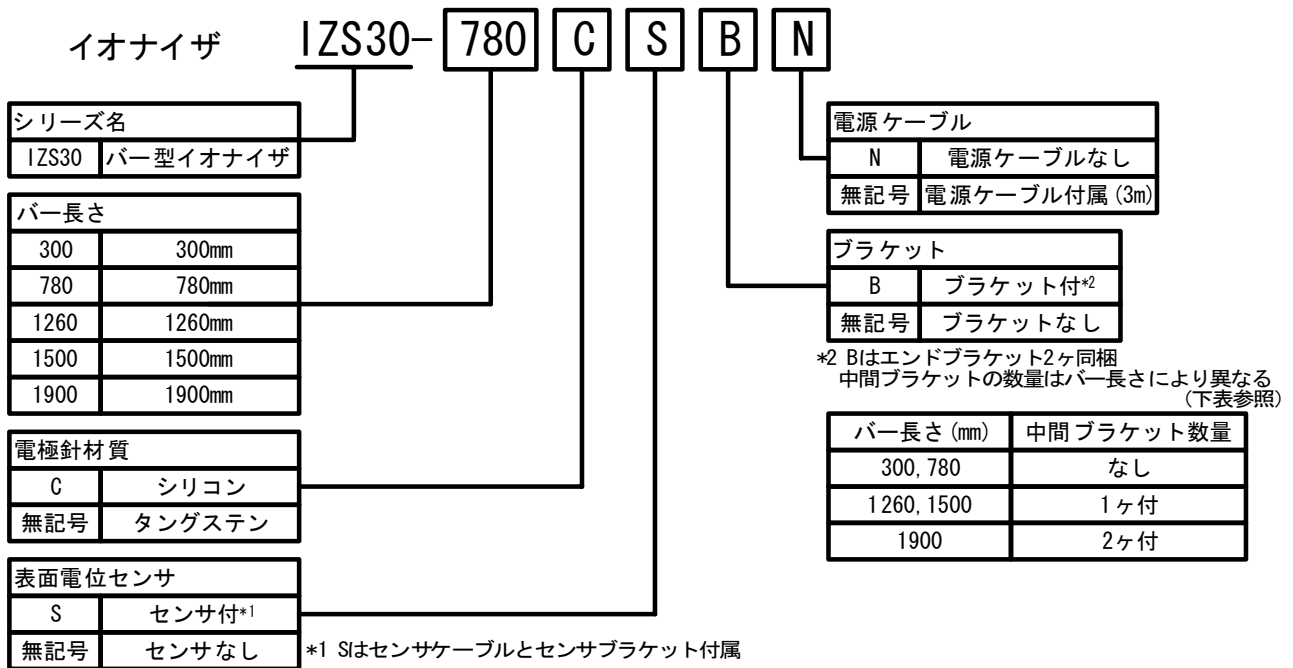 イオナイザ IZS30- 780 C S B N
シリーズ名
IZS30 バー型イオナイザ
バー長さ
300 300mm
780 780mm
1260 1260mm
1500 1500mm
1900 1900mm
電極針材質
C シリコン
無記号 タングステン
表面電位センサ
S センサ付*1
無記号 センサなし
*1 Sはセンサケーブルとセンサブラケット付属
電源ケーブル
N 電源ケーブルなし
無記号 電源ケーブル付属(3m)
ブラケット
B ブラケット付*2
無記号 ブラケットなし
*2 Bはエンドブラケット2ヶ同梱
中間ブラケットの数量はバー長さにより異なる
(下表参照)
バー長さ(mm) 中間ブラケット数量
300,780 なし
1260,1500 1ヶ付
1900 2ヶ付